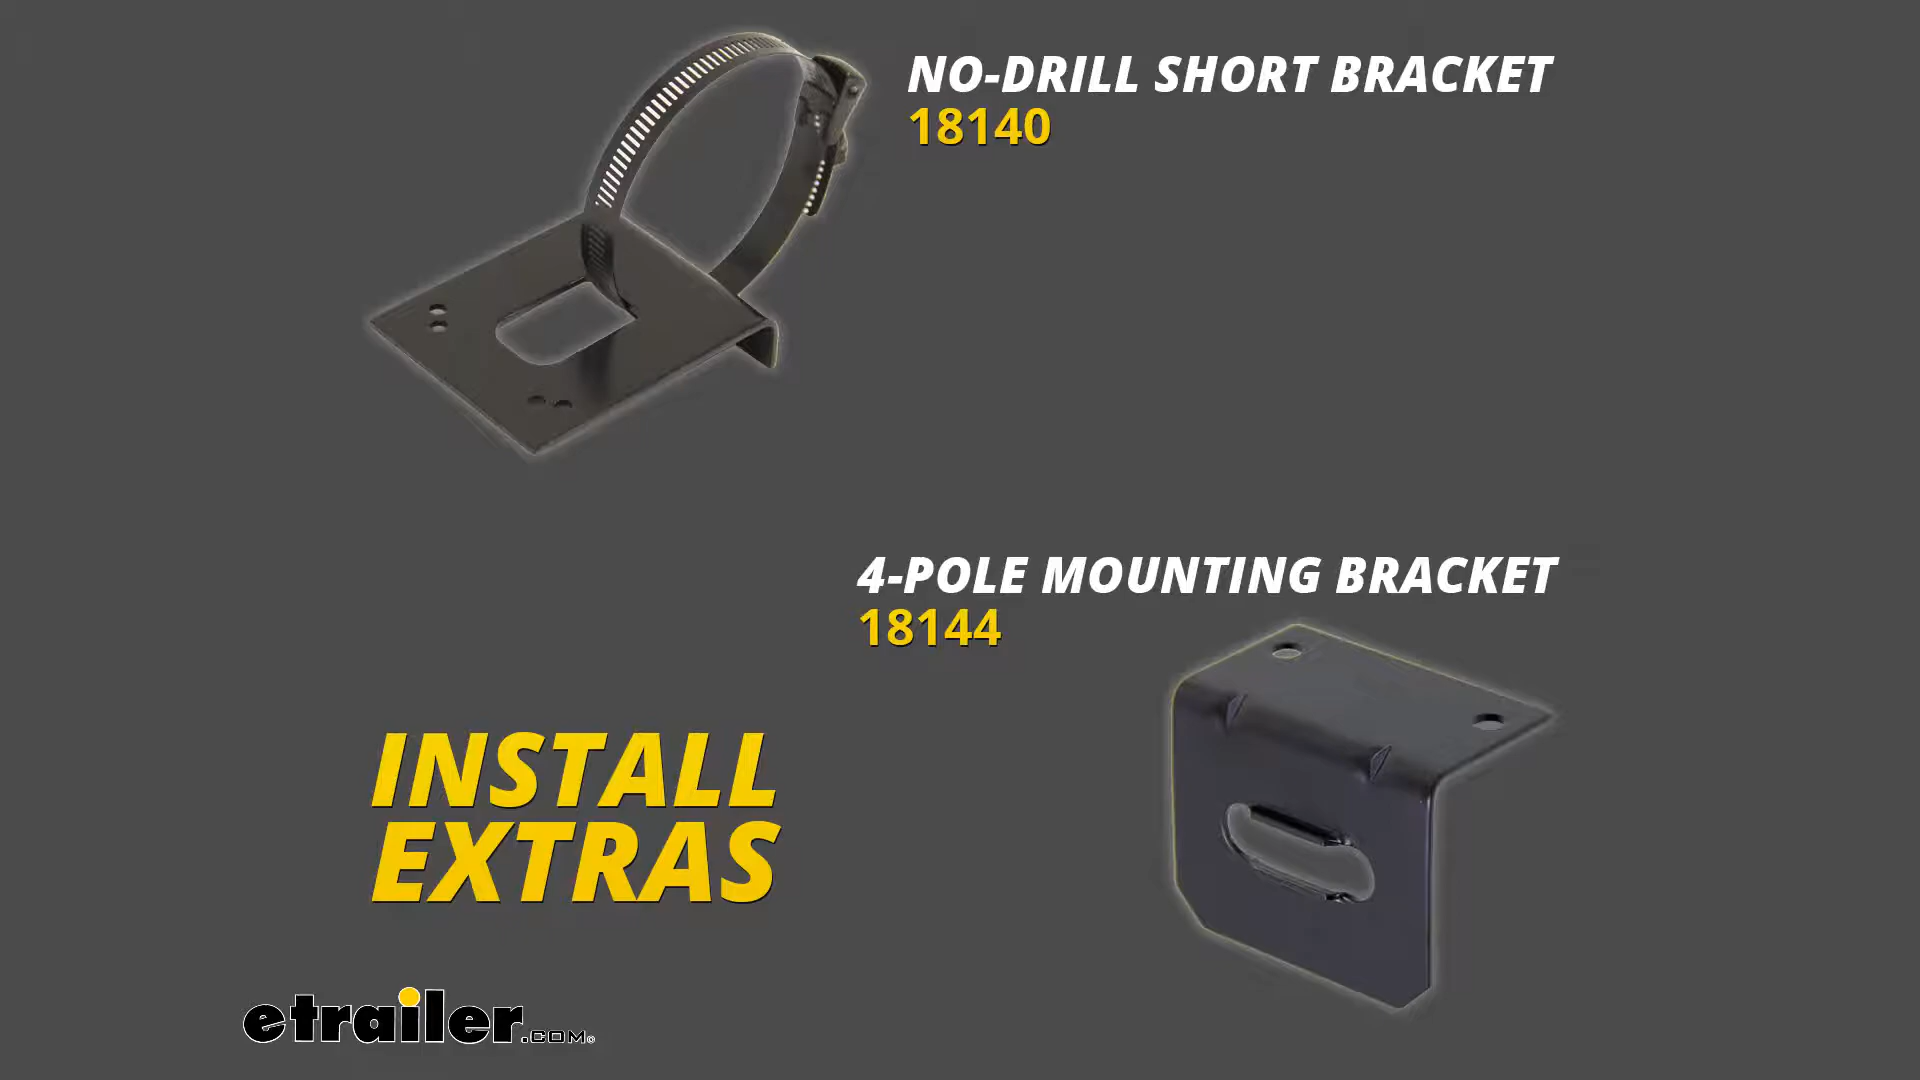 NO-DRILL SHORT BRACKET
18140
4-POLE MOUNTING BRACKET
18144
INSTALL
EXTRAS
etrailer.COM®